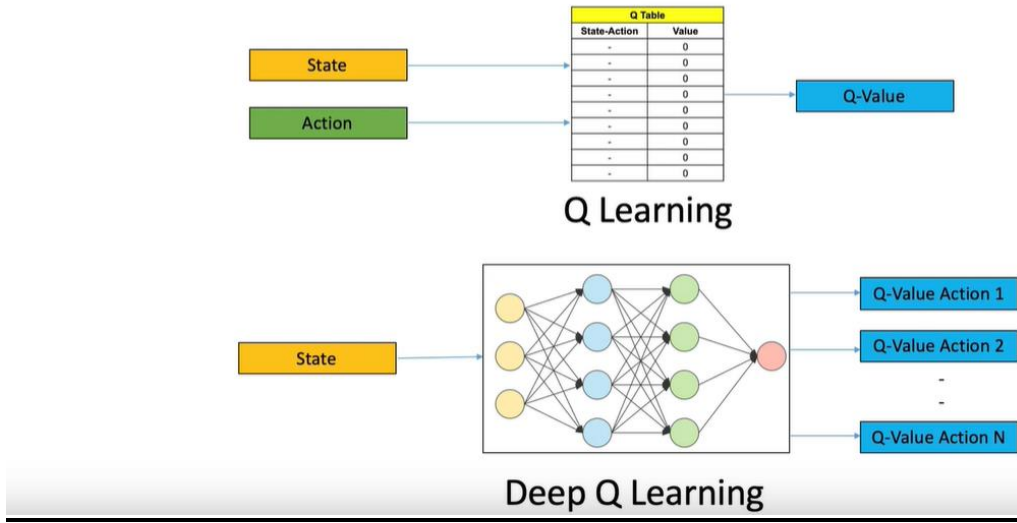 Q Table
State-Action Value
- 0
- 0
- 0
- 0
- 0
- 0
- 0
- 0
- 0
State
Action
Q-Value
Q Learning
State
Q-Value Action 1
Q-Value Action 2
-
-
Q-Value Action N
Deep Q Learning